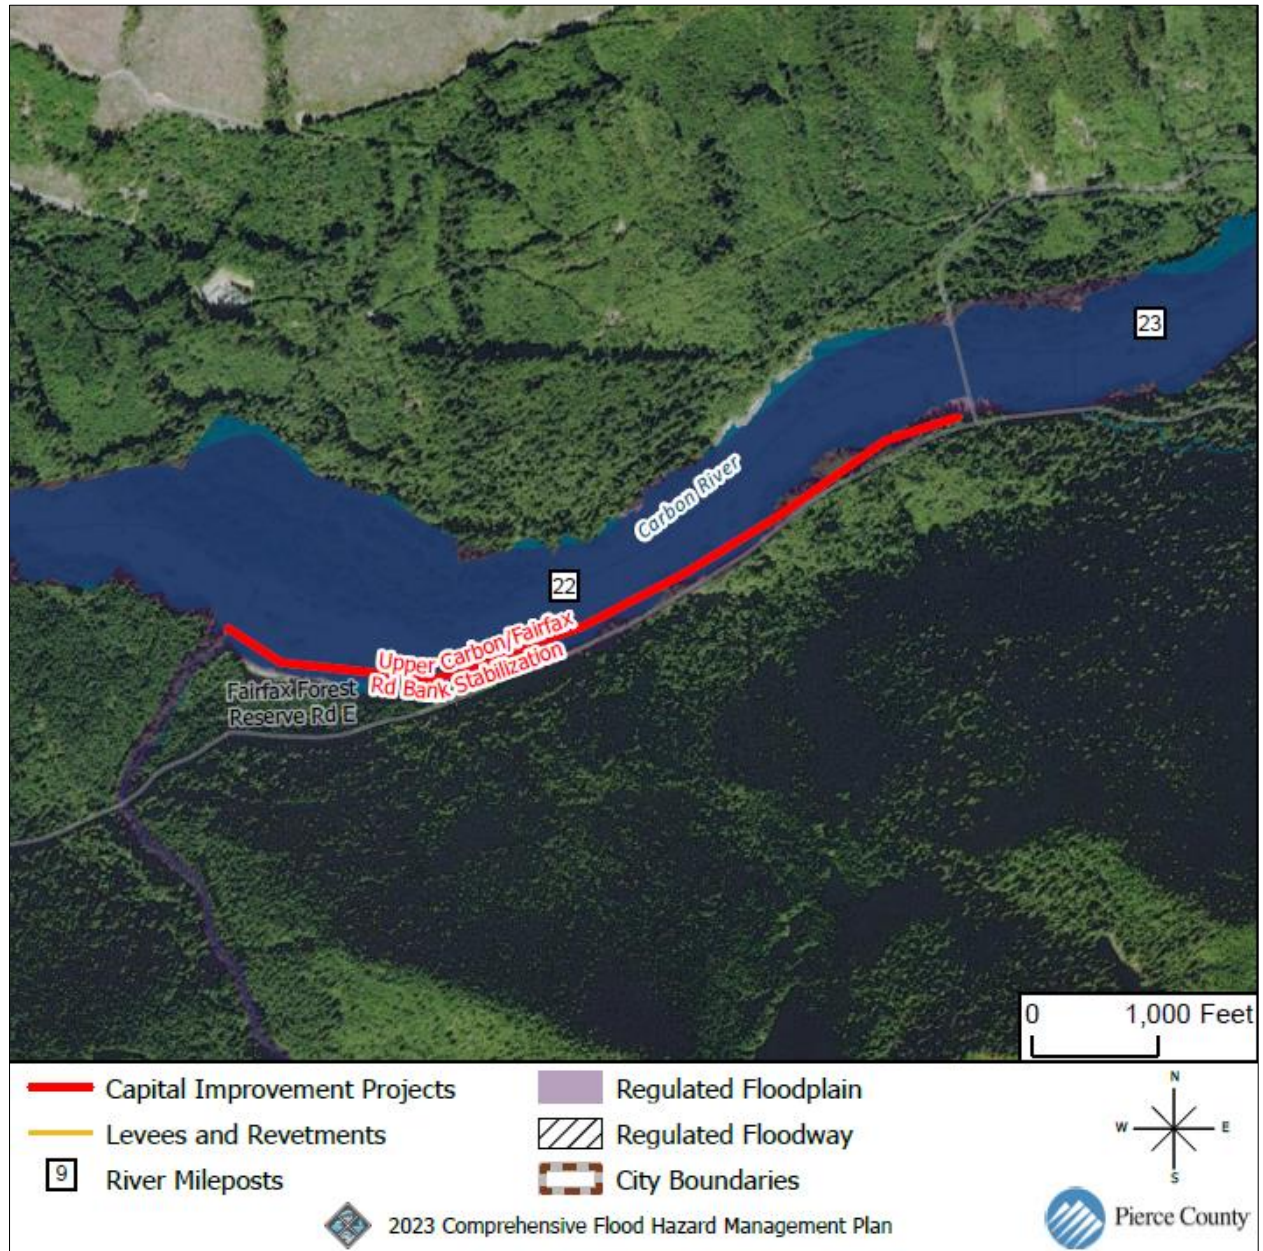 23
Carbon River
22
Upper Carbon/Fairfax
Rd Bank Stabilization
Fairfax Forest
Reserve Rd E
0 1,000 Feet
Capital Improvement Projects
Levees and Revetments
9 River Mileposts
Regulated Floodplain
Regulated Floodway
City Boundaries
N
W E
S
2023 Comprehensive Flood Hazard Management Plan
Pierce County